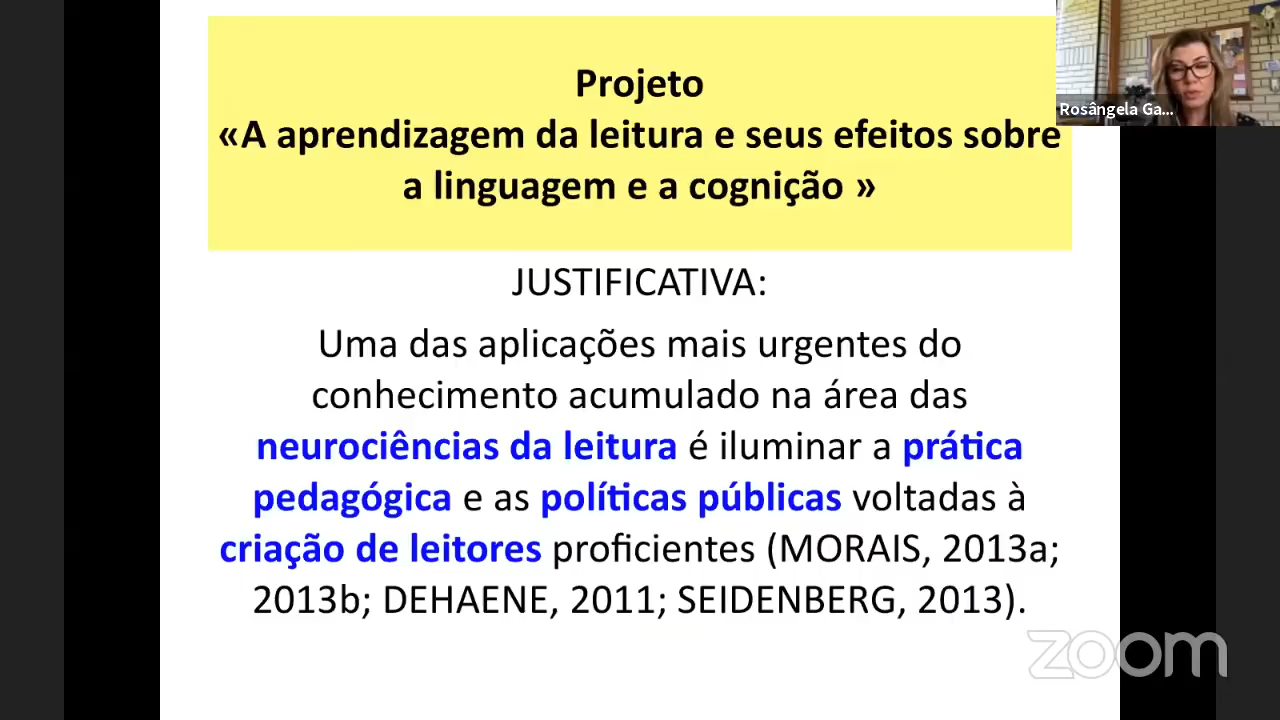 Projeto
«A aprendizagem da leitura e seus efeitos sobre
a linguagem e a cognição »
Rosângela Ga...
JUSTIFICATIVA:
Uma das aplicações mais urgentes do
conhecimento acumulado na área das
neurociências da leitura é iluminar a prática
pedagógica e as políticas públicas voltadas à
criação de leitores proficientes (MORAIS, 2013a;
2013b; DEHAENE, 2011; SEIDENBERG, 2013).
zoom